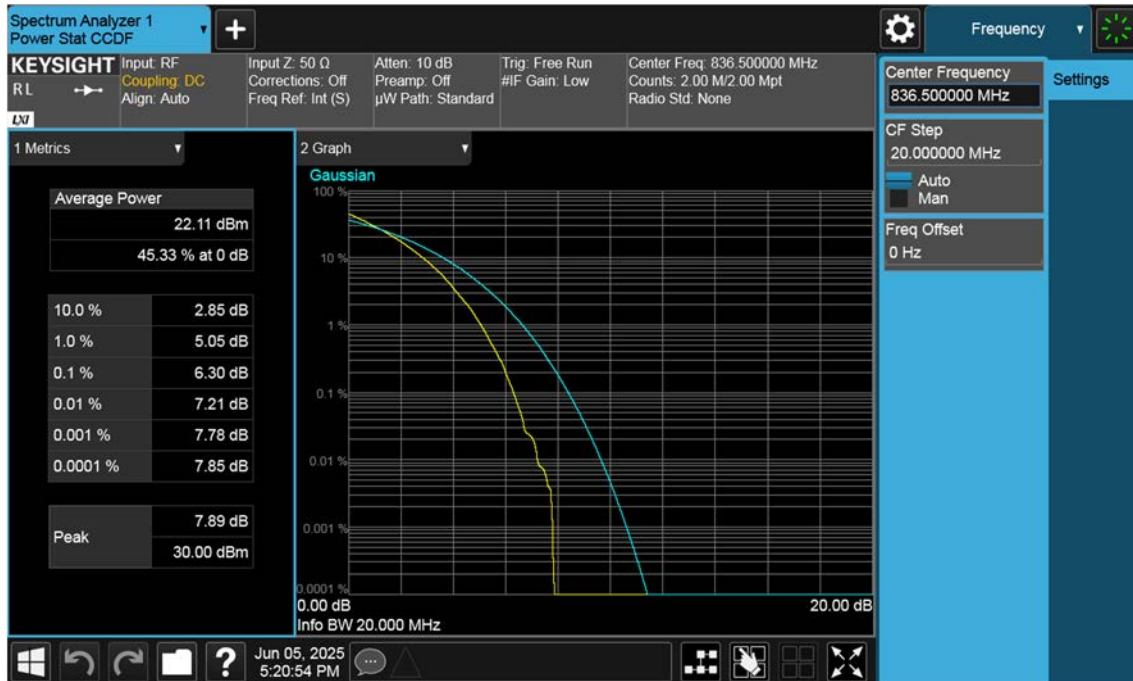 Spectrum Analyzer 1
Power Stat CCDF
Frequency
KEYSIGHT
R L
LXI
Input: RF
Coupling: DC
Align: Auto
Input Z: 50 Ω
Corrections: Off
Freq Ref: Int (S)
Atten: 10 dB
Preamp: Off
µW Path: Standard
Trig: Free Run
#IF Gain: Low
Center Freq: 836.500000 MHz
Counts: 2.00 M/2.00 Mpt
Radio Std: None
Center Frequency
836.500000 MHz
Settings
CF Step
20.000000 MHz
Auto
Man
Freq Offset
0 Hz
1 Metrics
Average Power
22.11 dBm
45.33 % at 0 dB
10.0 % 2.85 dB
1.0 % 5.05 dB
0.1 % 6.30 dB
0.01 % 7.21 dB
0.001 % 7.78 dB
0.0001 % 7.85 dB
Peak
7.89 dB
30.00 dBm
2 Graph
Gaussian
100 %
10 %
1 %
0.1 %
0.01 %
0.001 %
0.0001 %
0.00 dB 20.00 dB
Info BW 20.000 MHz
?
Jun 05, 2025
5:20:54 PM